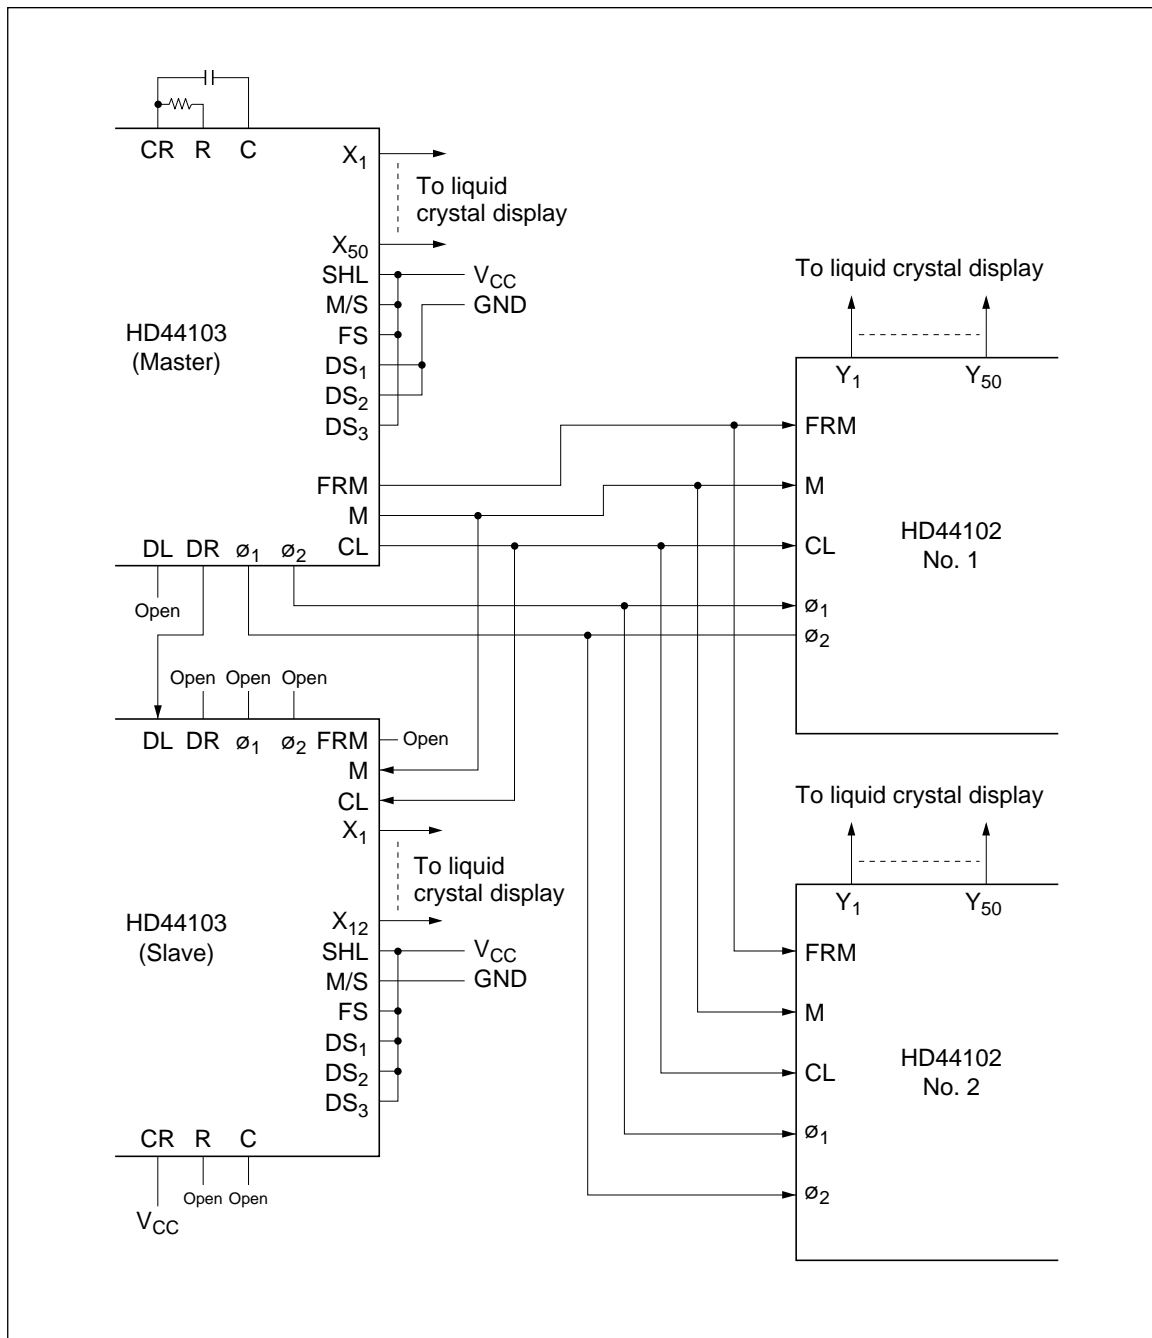 CR R C
X1
To liquid
crystal display
X50
SHL
VCC
M/S
GND
FS
HD44103
(Master)
DS1
DS2
DS3
FRM
M
CL
DL DR ø1 ø2
Open
To liquid crystal display
Y1 Y50
FRM
M
HD44102
No. 1
CL
ø1
ø2
Open Open Open
DL DR ø1 ø2 FRM
Open
M
CL
X1
To liquid
crystal display
X12
HD44103
(Slave)
SHL
VCC
M/S
GND
FS
DS1
DS2
DS3
CR R C
Open Open
VCC
To liquid crystal display
Y1 Y50
FRM
M
HD44102
No. 2
CL
ø1
ø2